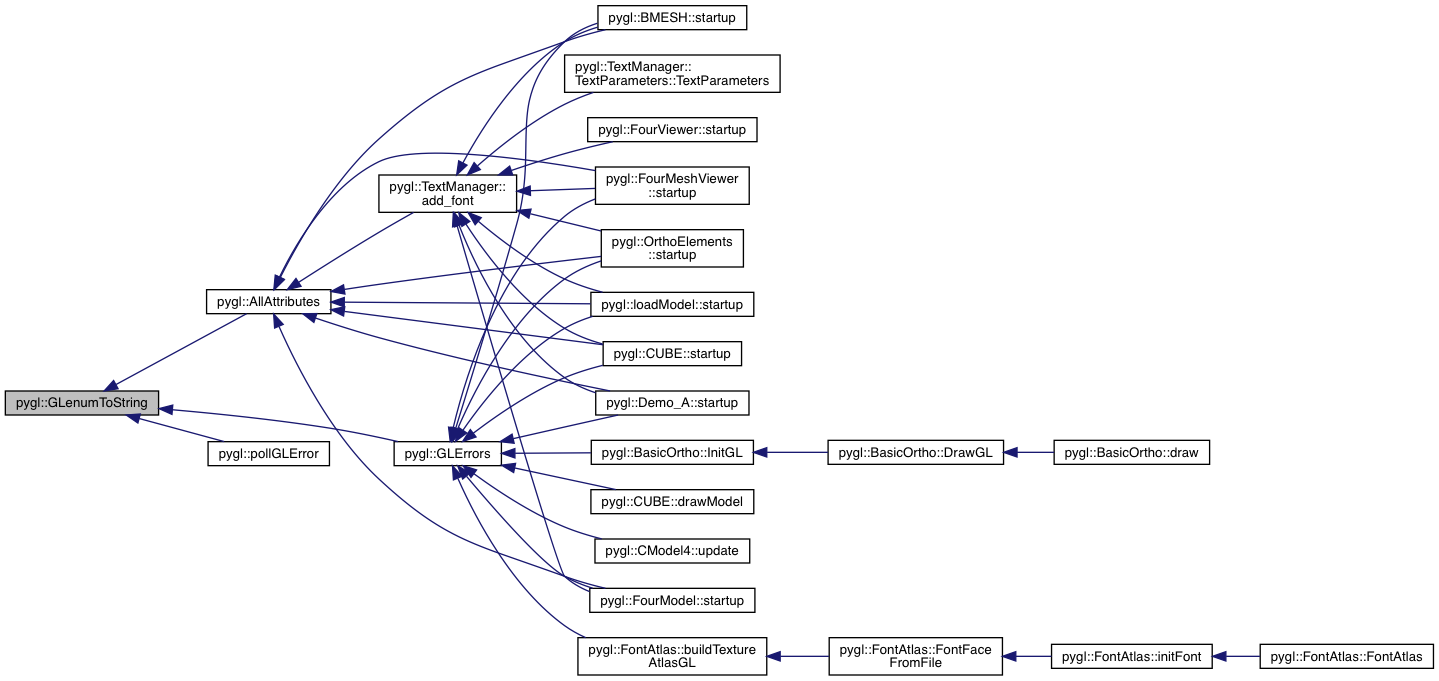 pygl::BMESH::startup
pygl::TextManager::
TextParameters::TextParameters
pygl::FourViewer::startup
pygl::FourMeshViewer
::startup
pygl::TextManager::
add_font
pygl::OrthoElements
::startup
pygl::AllAttributes
pygl::loadModel::startup
pygl::CUBE::startup
pygl::GLenumToString
pygl::Demo_A::startup
pygl::pollGLError
pygl::GLErrors
pygl::BasicOrtho::InitGL
pygl::BasicOrtho::DrawGL
pygl::BasicOrtho::draw
pygl::CUBE::drawModel
pygl::CModel4::update
pygl::FourModel::startup
pygl::FontAtlas::buildTexture
AtlasGL
pygl::FontAtlas::FontFace
FromFile
pygl::FontAtlas::initFont
pygl::FontAtlas::FontAtlas